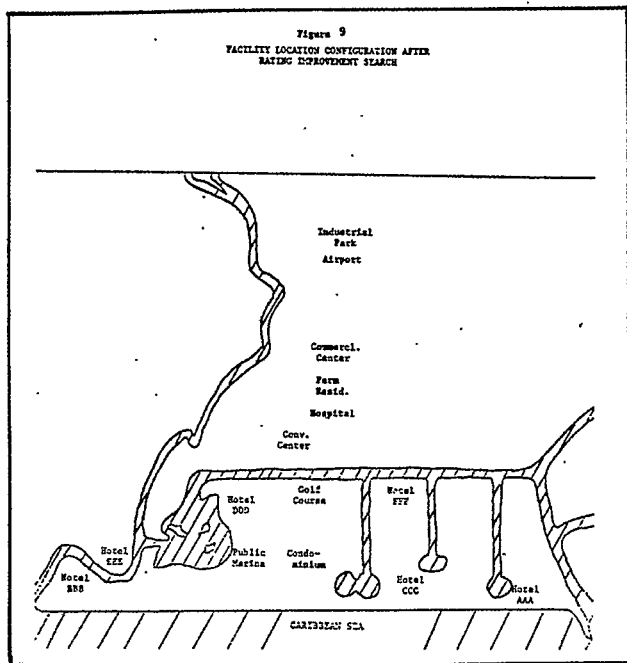 Figure 9
FACILITY LOCATION CONFIGURATION AFTER
RATING IMPROVEMENT SEARCH
Industrial
Park
Airport
Commercl.
Center
Farm
Resid.
Hospital
Conv.
Center
Hotel
DDD
Golf
Course
Hotel
FFF
Hotel
EEE
Public
Marina
Condo-
minium
Hotel
BBB
Hotel
CCC
Hotel
AAA
CARIBBEAN SEA